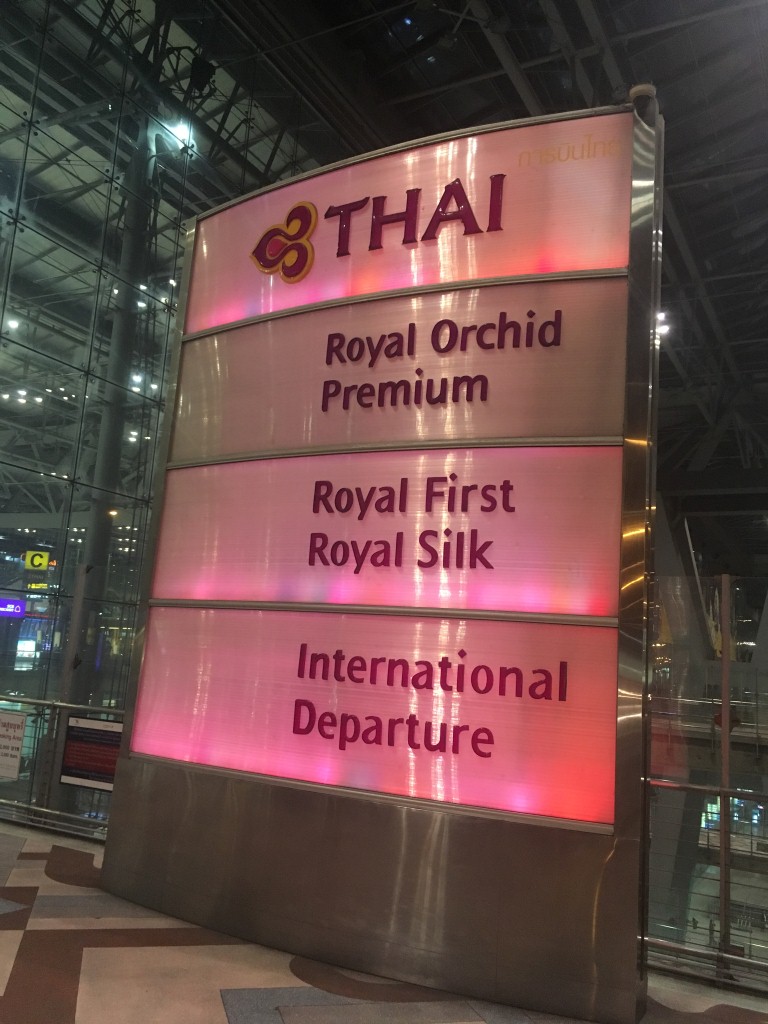 การบินไทย
THAI
Royal Orchid
Premium
Royal First
Royal Silk
International
Departure
C